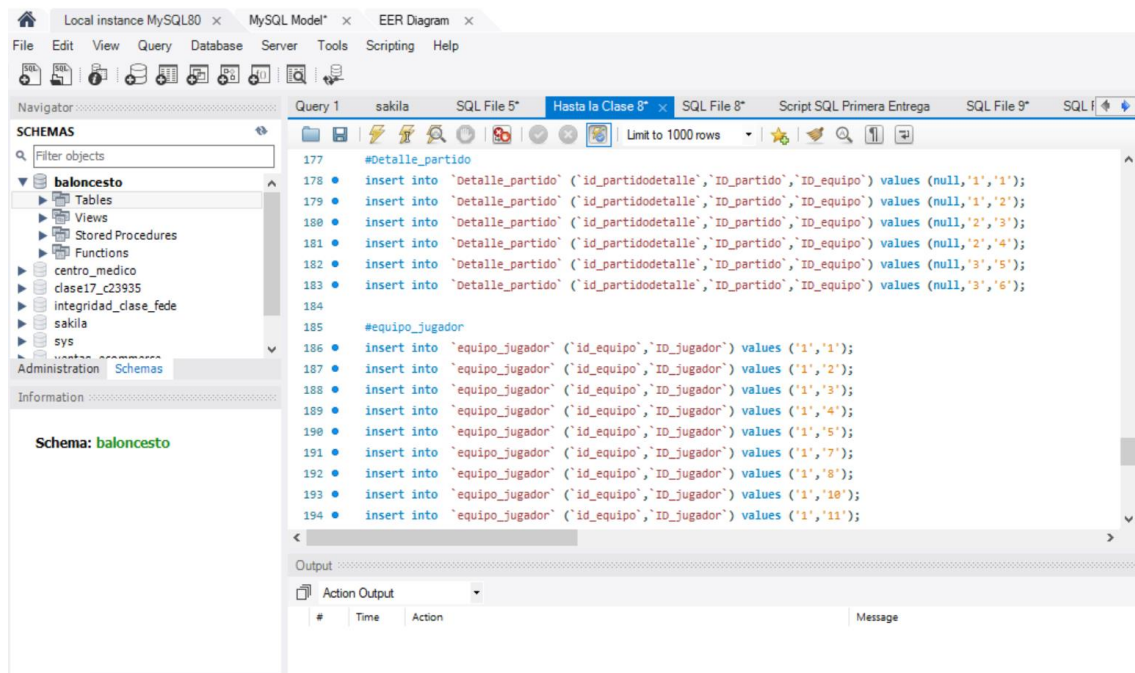 Local instance MySQL80 × MySQL Model* × EER Diagram ×
File Edit View Query Database Server Tools Scripting Help
Navigator
SCHEMAS
Filter objects
baloncesto
Tables
Views
Stored Procedures
Functions
centro_medico
clase17_c23935
integridad_clase_fede
sakila
sys
ventas_ecommerce
Administration Schemas
Information
Schema: baloncesto
Query 1 sakila SQL File 5* Hasta la Clase 8* × SQL File 8* Script SQL Primera Entrega SQL File 9* SQL F
Limit to 1000 rows
177 #Detalle_partido
178 insert into `Detalle_partido` (`id_partidodetalle`,`ID_partido`,`ID_equipo`) values (null,'1','1');
179 insert into `Detalle_partido` (`id_partidodetalle`,`ID_partido`,`ID_equipo`) values (null,'1','2');
180 insert into `Detalle_partido` (`id_partidodetalle`,`ID_partido`,`ID_equipo`) values (null,'2','3');
181 insert into `Detalle_partido` (`id_partidodetalle`,`ID_partido`,`ID_equipo`) values (null,'2','4');
182 insert into `Detalle_partido` (`id_partidodetalle`,`ID_partido`,`ID_equipo`) values (null,'3','5');
183 insert into `Detalle_partido` (`id_partidodetalle`,`ID_partido`,`ID_equipo`) values (null,'3','6');
184
185 #equipo_jugador
186 insert into `equipo_jugador` (`id_equipo`,`ID_jugador`) values ('1','1');
187 insert into `equipo_jugador` (`id_equipo`,`ID_jugador`) values ('1','2');
188 insert into `equipo_jugador` (`id_equipo`,`ID_jugador`) values ('1','3');
189 insert into `equipo_jugador` (`id_equipo`,`ID_jugador`) values ('1','4');
190 insert into `equipo_jugador` (`id_equipo`,`ID_jugador`) values ('1','5');
191 insert into `equipo_jugador` (`id_equipo`,`ID_jugador`) values ('1','7');
192 insert into `equipo_jugador` (`id_equipo`,`ID_jugador`) values ('1','8');
193 insert into `equipo_jugador` (`id_equipo`,`ID_jugador`) values ('1','10');
194 insert into `equipo_jugador` (`id_equipo`,`ID_jugador`) values ('1','11');
Output
Action Output
# Time Action Message